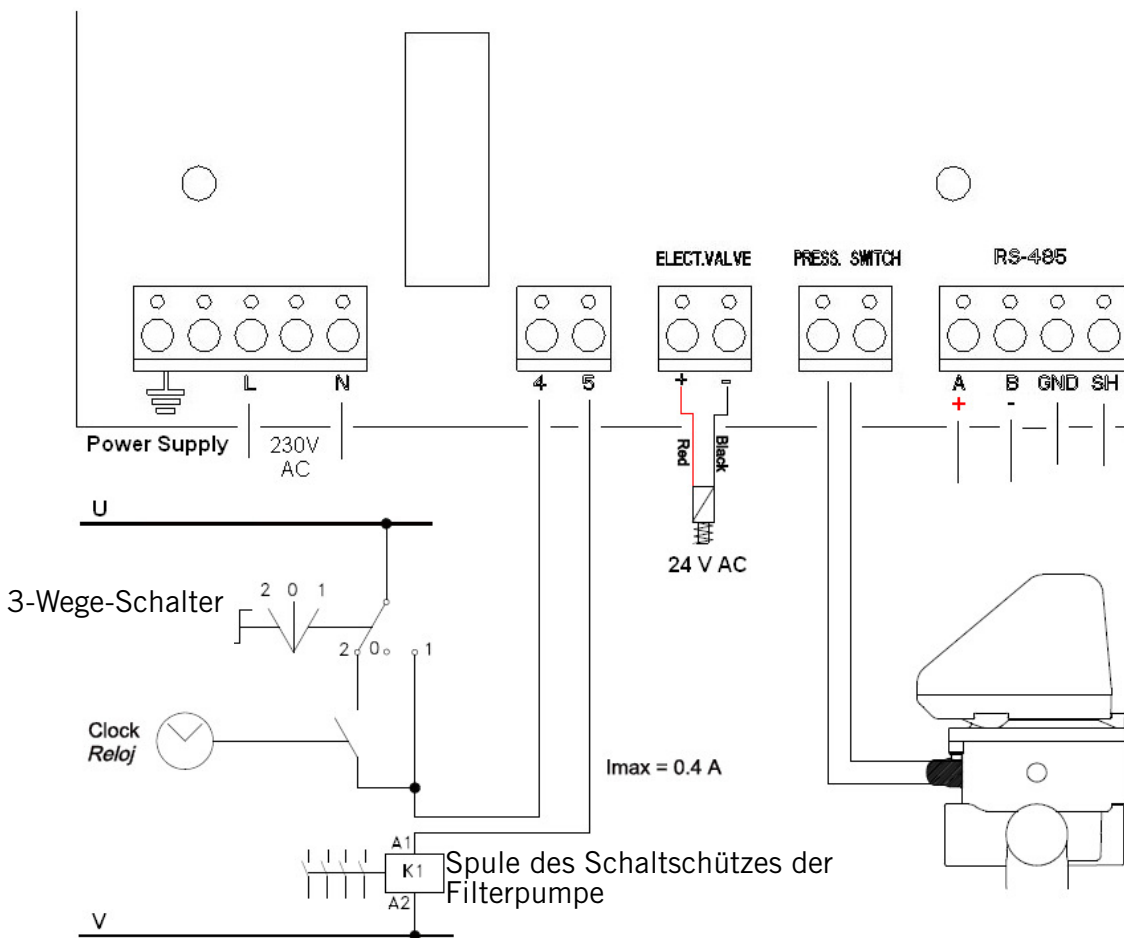 ELECT.VALVE
PRESS. SWITCH
RS-485
L
N
4
5
+
-
A
B
GND
SH
+
-
Power Supply
230V
AC
Red
Black
24 V AC
U
3-Wege-Schalter
2 0 1
2 0 1
Clock
Reloj
Imax = 0.4 A
A1
K1
A2
Spule des Schaltschützes der
Filterpumpe
V